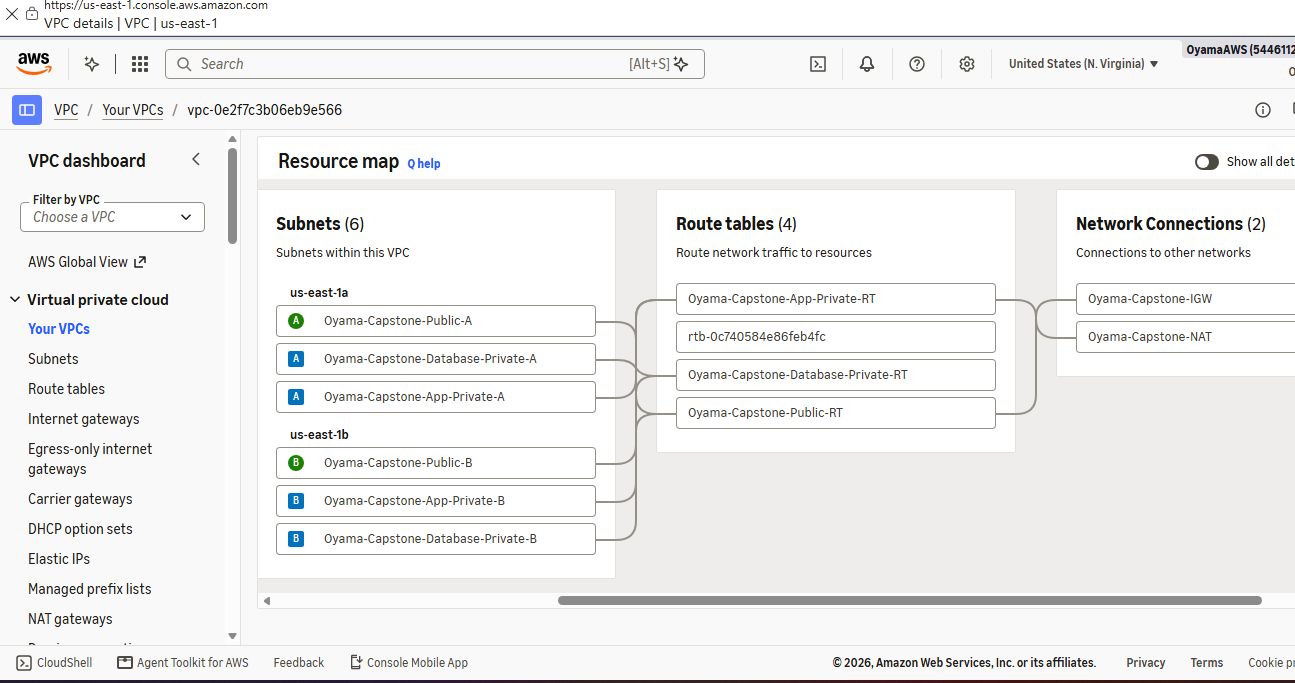 https://us-east-1.console.aws.amazon.com
VPC details | VPC | us-east-1
aws
Search
[Alt+S]
United States (N. Virginia)
OyamaAWS (5446112
VPC / Your VPCs / vpc-0e2f7c3b06eb9e566
VPC dashboard
Filter by VPC
Choose a VPC
AWS Global View
Virtual private cloud
Your VPCs
Subnets
Route tables
Internet gateways
Egress-only internet
gateways
Carrier gateways
DHCP option sets
Elastic IPs
Managed prefix lists
NAT gateways
Resource map Q help
Show all det
Subnets (6)
Subnets within this VPC
us-east-1a
A Oyama-Capstone-Public-A
A Oyama-Capstone-Database-Private-A
A Oyama-Capstone-App-Private-A
us-east-1b
B Oyama-Capstone-Public-B
B Oyama-Capstone-App-Private-B
B Oyama-Capstone-Database-Private-B
Route tables (4)
Route network traffic to resources
Oyama-Capstone-App-Private-RT
rtb-0c740584e86feb4fc
Oyama-Capstone-Database-Private-RT
Oyama-Capstone-Public-RT
Network Connections (2)
Connections to other networks
Oyama-Capstone-IGW
Oyama-Capstone-NAT
CloudShell
Agent Toolkit for AWS
Feedback
Console Mobile App
© 2026, Amazon Web Services, Inc. or its affiliates.
Privacy
Terms
Cookie pr